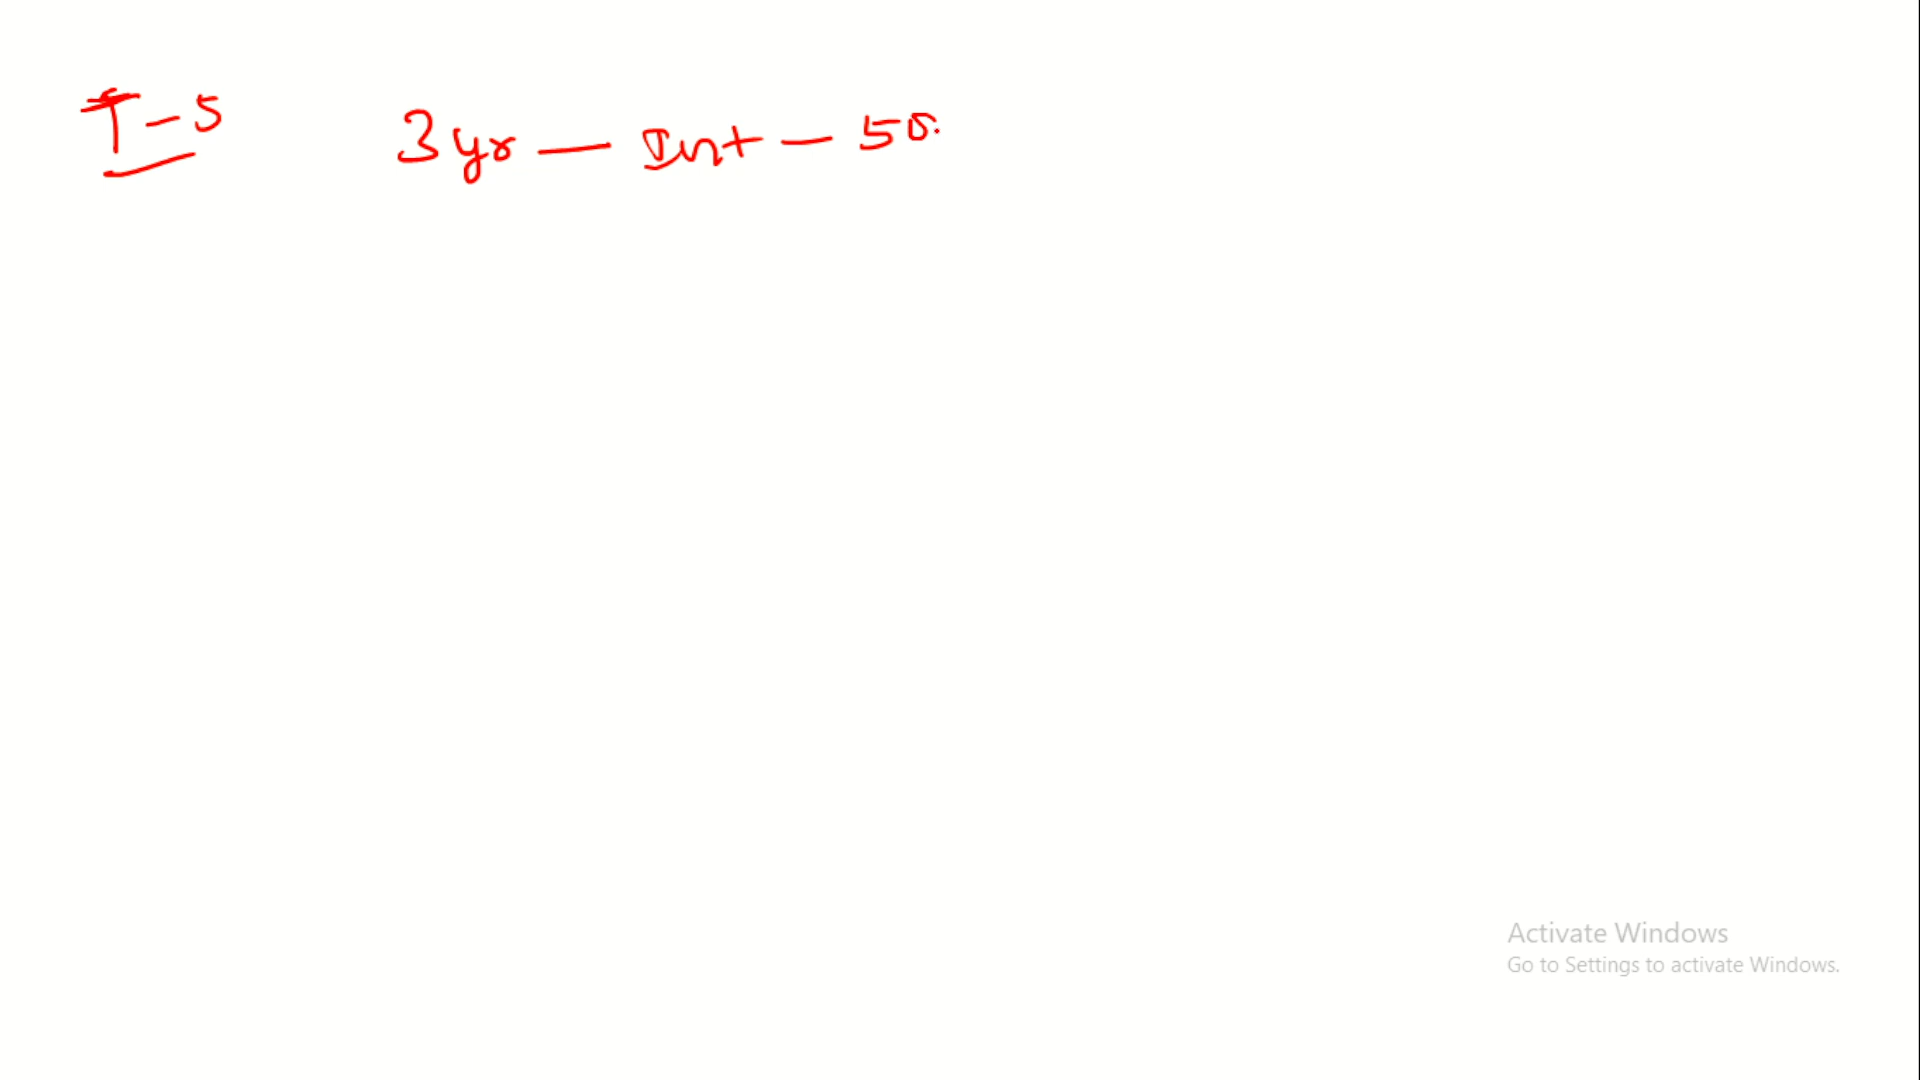 T-5 3yr - Int - 50.
Activate Windows
Go to Settings to activate Windows.